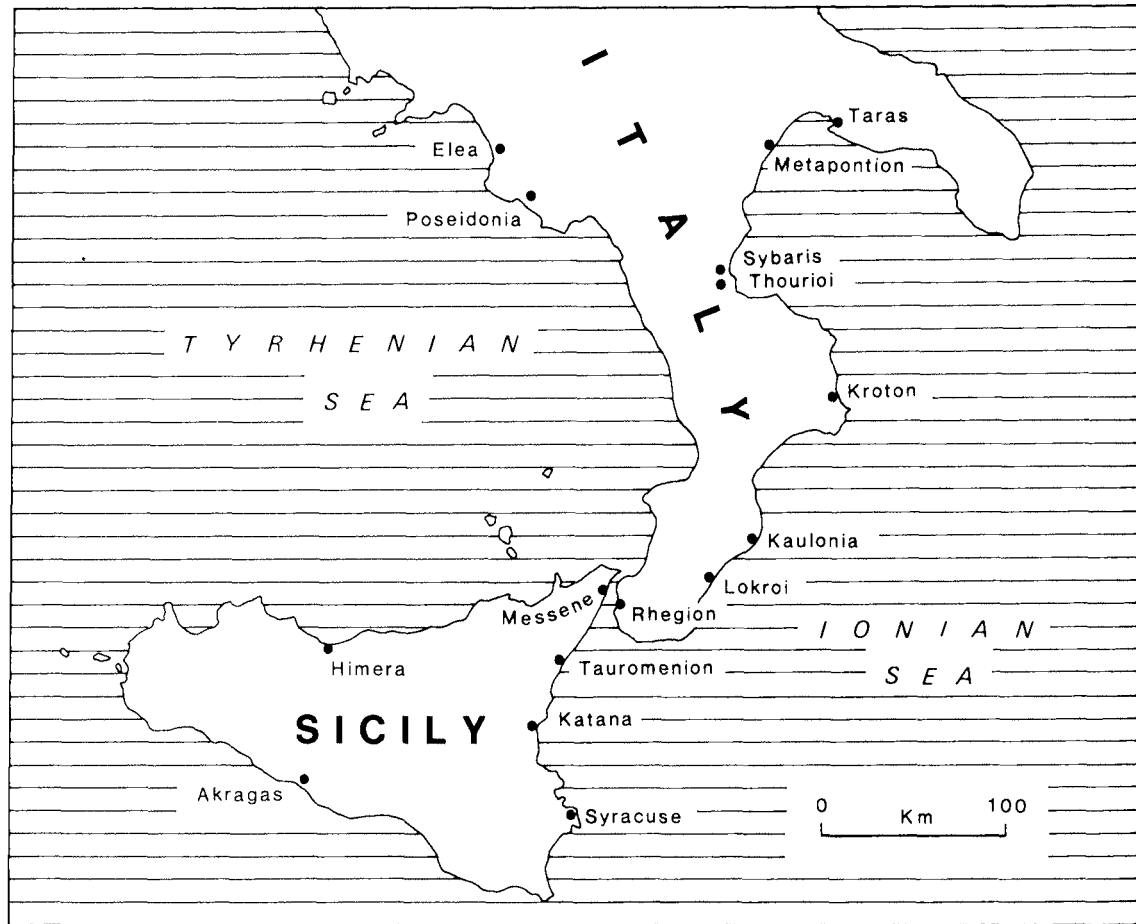 ITALY
Taras
Elea
Metapontion
Poseidonia
Sybaris
Thourioi
TYRHENIAN
SEA
Kroton
Kaulonia
Lokroi
Messene
Rhegion
IONIAN
SEA
Himera
Tauromenion
SICILY
Katana
Akragas
Syracuse
0 100
Km